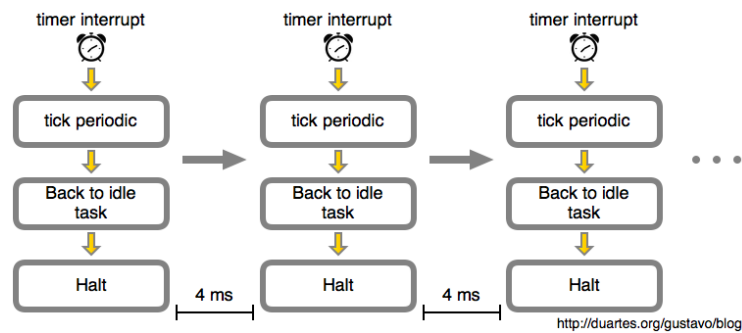 timer interrupt
timer interrupt
timer interrupt
tick periodic
tick periodic
tick periodic
Back to idle
task
Back to idle
task
Back to idle
task
Halt
4 ms
Halt
4 ms
Halt
http://duartes.org/gustavo/blog